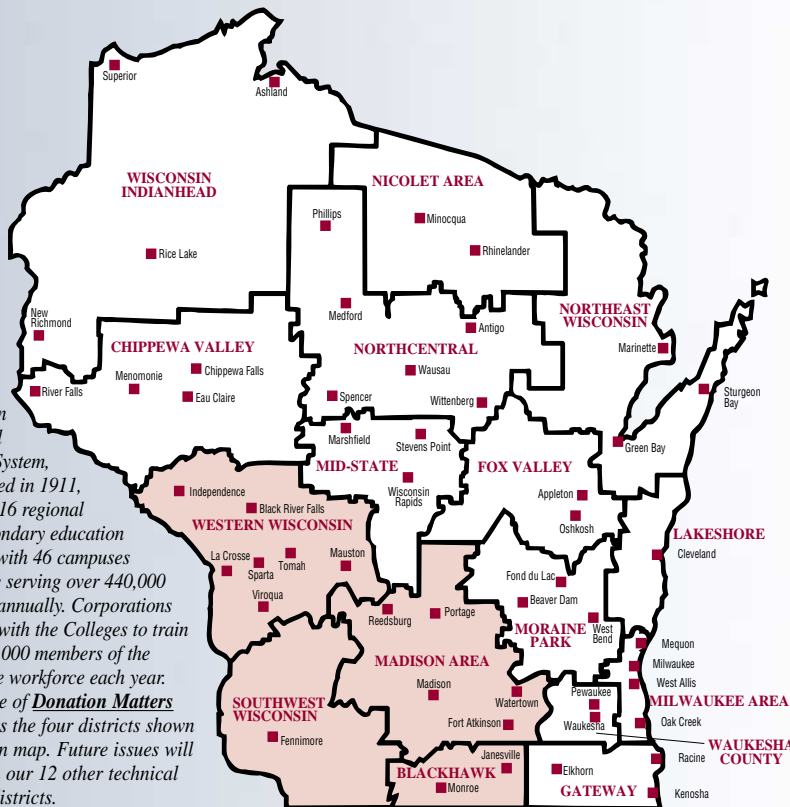 Superior
Ashland
WISCONSIN
INDIANHEAD
NICOLET AREA
Phillips
Minocqua
Rhinelander
Rice Lake
New
Richmond
Medford
Antigo
NORTHEAST
WISCONSIN
Marinette
CHIPPEWA VALLEY
NORTHCENTRAL
Chippewa Falls
Menomonie
Wausau
River Falls
Eau Claire
Spencer
Wittenberg
Sturgeon
Bay
Marshfield
Stevens Point
Green Bay
MID-STATE
FOX VALLEY
Wisconsin
Rapids
Appleton
Oshkosh
Independence
Black River Falls
WESTERN WISCONSIN
LAKESHORE
Cleveland
La Crosse
Sparta
Tomah
Mauston
Viroqua
Fond du Lac
Beaver Dam
Reedsburg
Portage
MORAINE
PARK
West
Bend
Mequon
Milwaukee
West Allis
MADISON AREA
Madison
Watertown
Pewaukee
Waukesha
MILWAUKEE AREA
Oak Creek
SOUTHWEST
WISCONSIN
Fennimore
Fort Atkinson
WAUKESHA
COUNTY
Janesville
BLACKHAWK
Monroe
Elkhorn
GATEWAY
Racine
Kenosha
System,
ed in 1911,
16 regional
ondary education
with 46 campuses
serving over 440,000
annually. Corporations
with the Colleges to train
000 members of the
e workforce each year.
e of Donation Matters
rs the four districts shown
n map. Future issues will
our 12 other technical
districts.